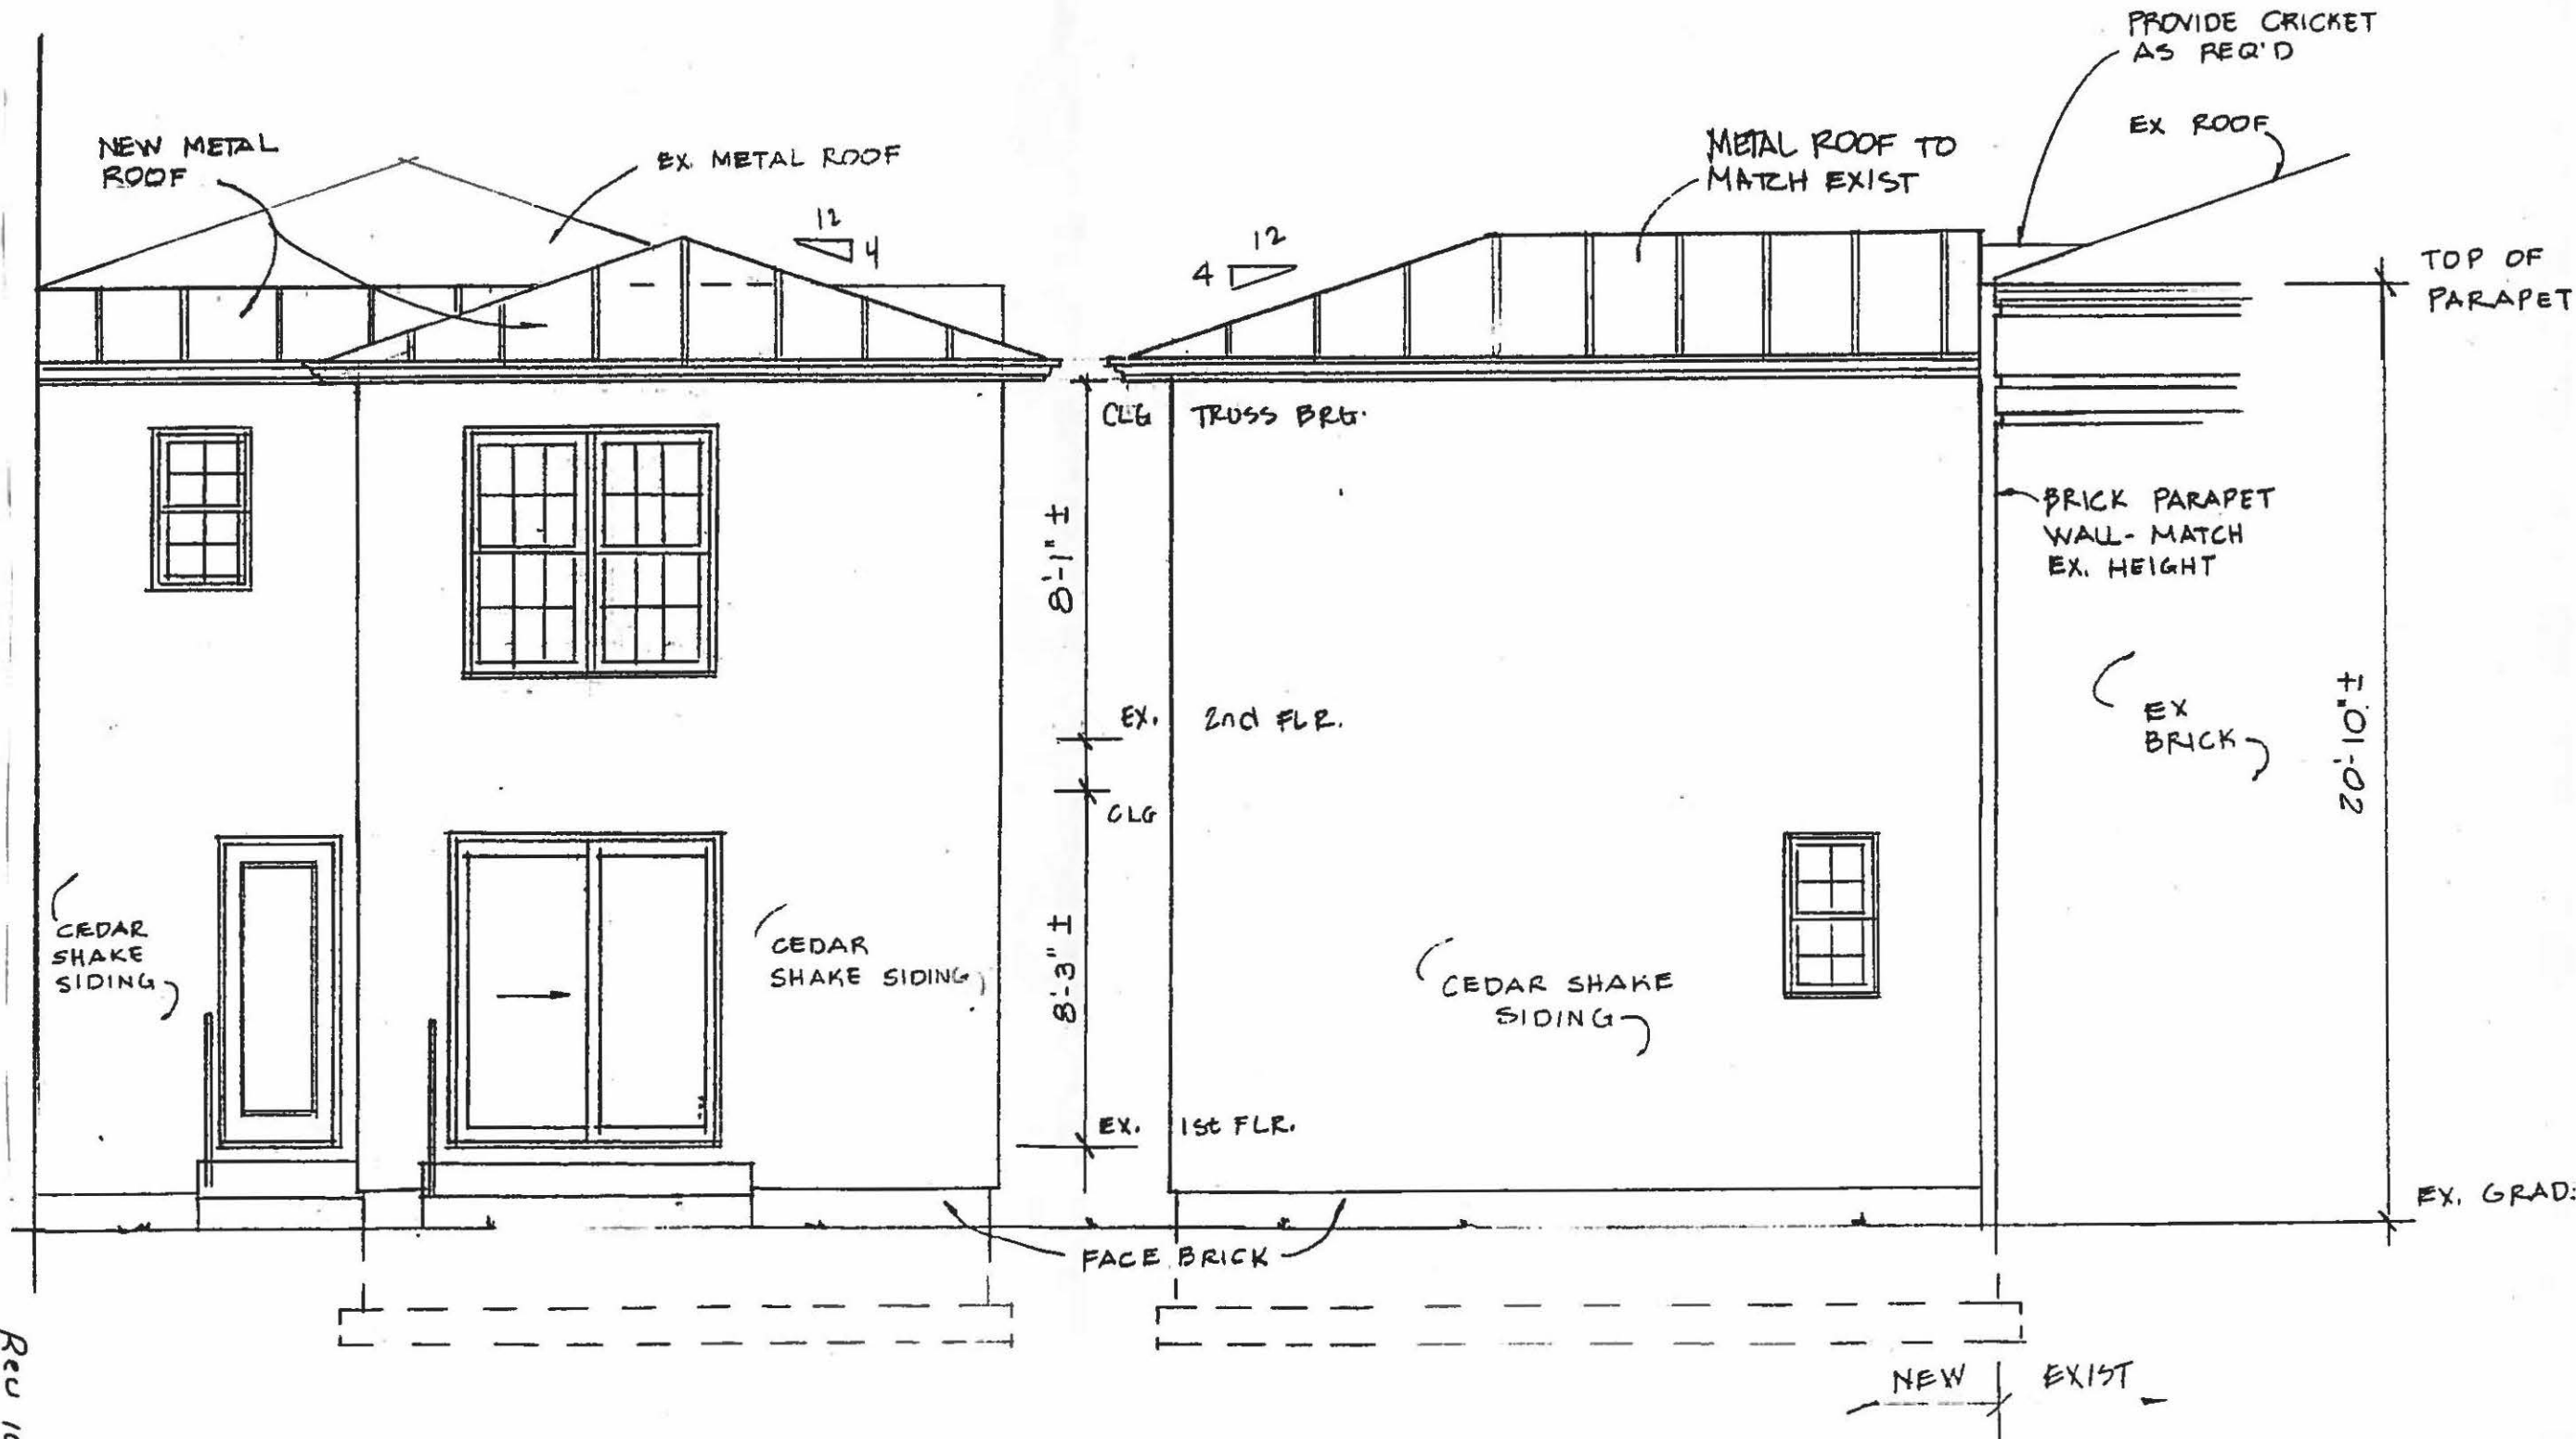 PROVIDE CRICKET
AS REQ'D
EX ROOF
NEW METAL
ROOF
EX. METAL ROOF
12
4
12
4
METAL ROOF TO
MATCH EXIST
TOP OF
PARAPET
CLG TRUSS BRG.
8'-1" ±
BRICK PARAPET
WALL- MATCH
EX. HEIGHT
EX. 2nd FLR.
EX
BRICK
20'-10" ±
CLG
CEDAR
SHAKE
SIDING
CEDAR
SHAKE SIDING
8'-3" ±
CEDAR SHAKE
SIDING
EX. 1st FLR.
EX. GRAD
FACE BRICK
NEW EXIST
Rev